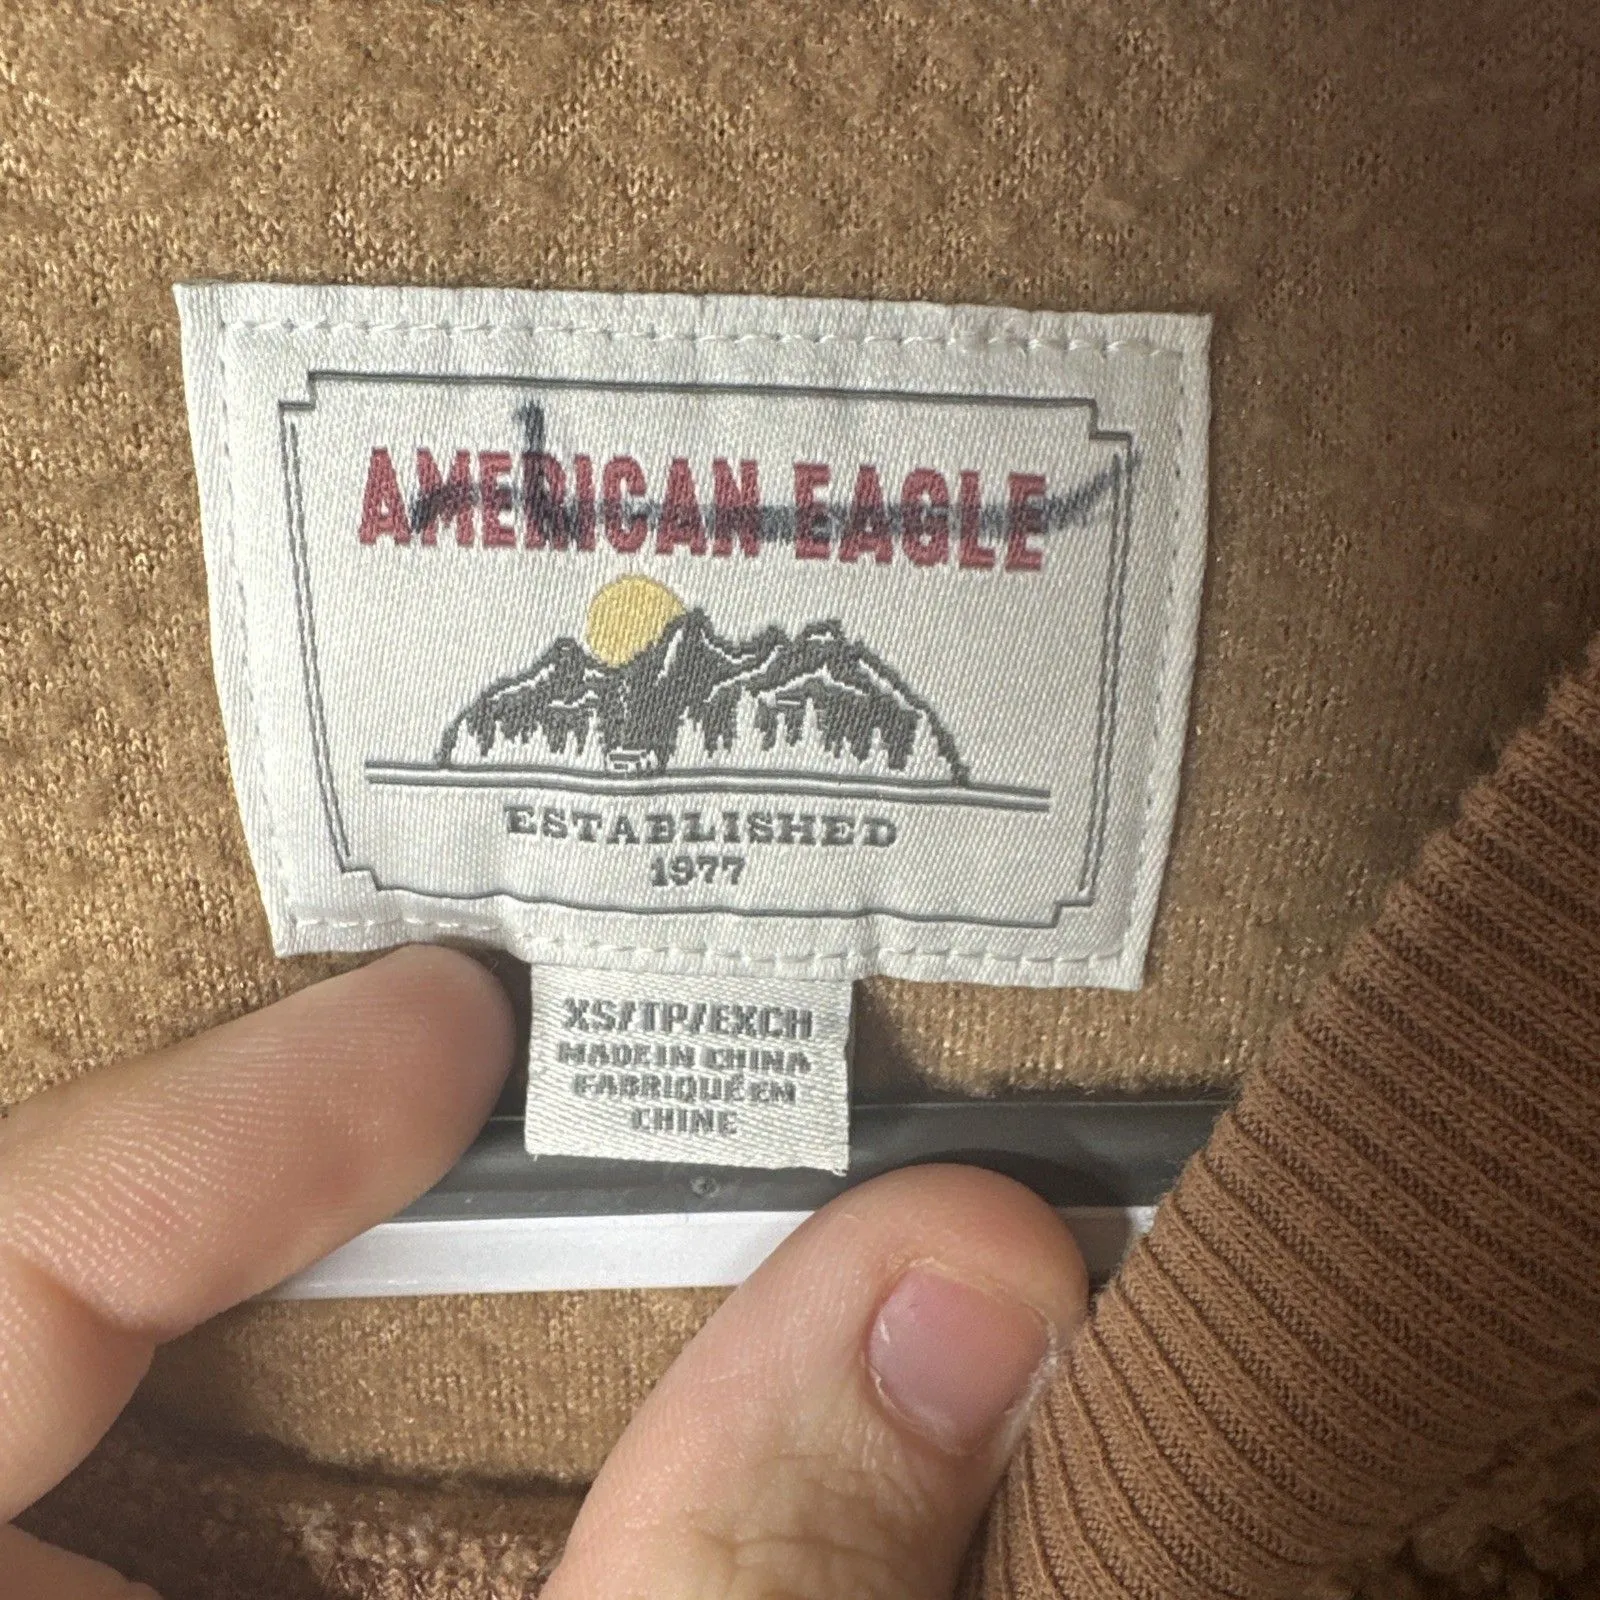 AMERICAN EAGLE
ESTABLISHED
1977
XS/TP/EXCH
MADE IN CHINA
FABRIQUÉ EN
CHINE